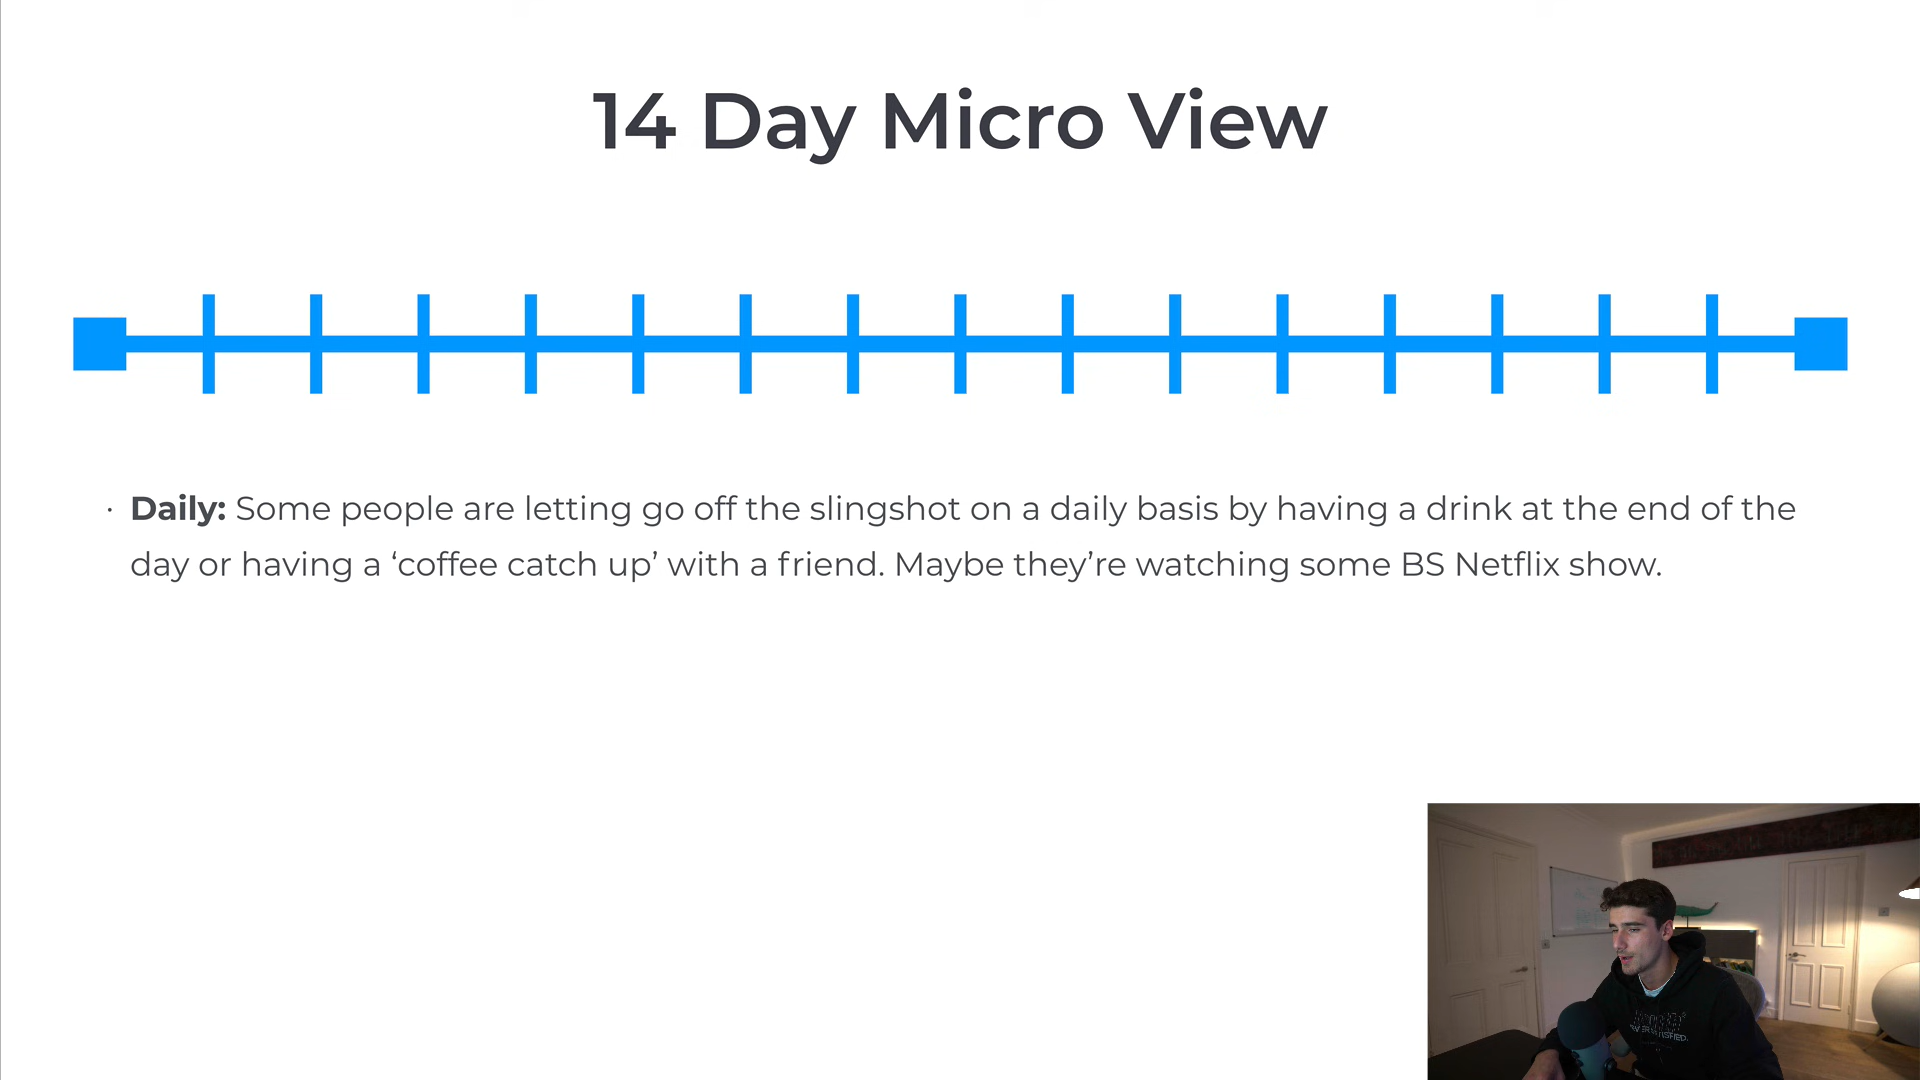 14 Day Micro View
· Daily: Some people are letting go off the slingshot on a daily basis by having a drink at the end of the
day or having a ‘coffee catch up’ with a friend. Maybe they’re watching some BS Netflix show.